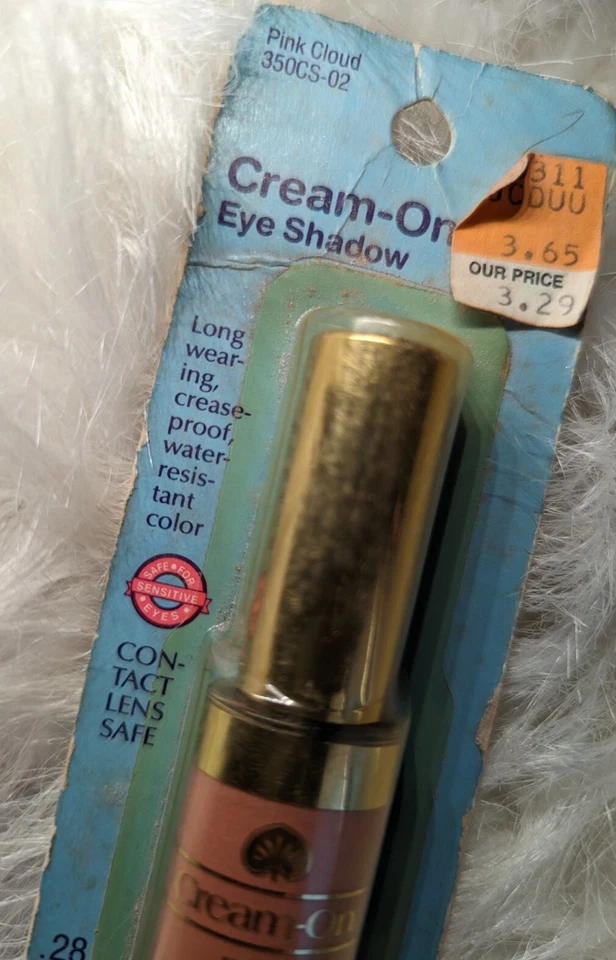 Pink Cloud
350CS-02
Cream-On
Eye Shadow
311
3.65
OUR PRICE
3.29
Long
wear-
ing,
crease-
proof,
water-
resis-
tant
color
SAFE • FOR
SENSITIVE
EYES
CON-
TACT
LENS
SAFE
Cream-On
.28